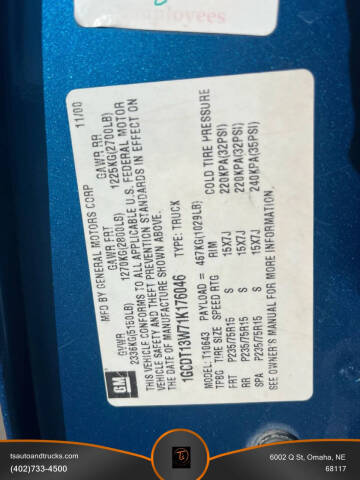 ployees
MFD BY GENERAL MOTORS CORP 11/00
GVWR GAWR FRT GAWR RR
2336KG(5150LB) 1270KG(2800LB) 1225KG(2700LB)
THIS VEHICLE CONFORMS TO ALL APPLICABLE U.S. FEDERAL MOTOR
VEHICLE SAFETY AND THEFT PREVENTION STANDARDS IN EFFECT ON
THE DATE OF MANUFACTURE SHOWN ABOVE.
1GCDT13W71K176046 TYPE: TRUCK
MODEL: T10643 PAYLOAD = 467KG(1029LB)
TPBG TIRE SIZE SPEED RTG RIM COLD TIRE PRESSURE
FRT P235/75R15 S 15X7J 220KPA(32PSI)
RR P235/75R15 S 15X7J 220KPA(32PSI)
SPA P235/75R15 S 15X7J 240KPA(35PSI)
SEE OWNER'S MANUAL FOR MORE INFORMATION.
GM
tsautoandtrucks.com
(402)733-4500
T
6002 Q St, Omaha, NE
68117